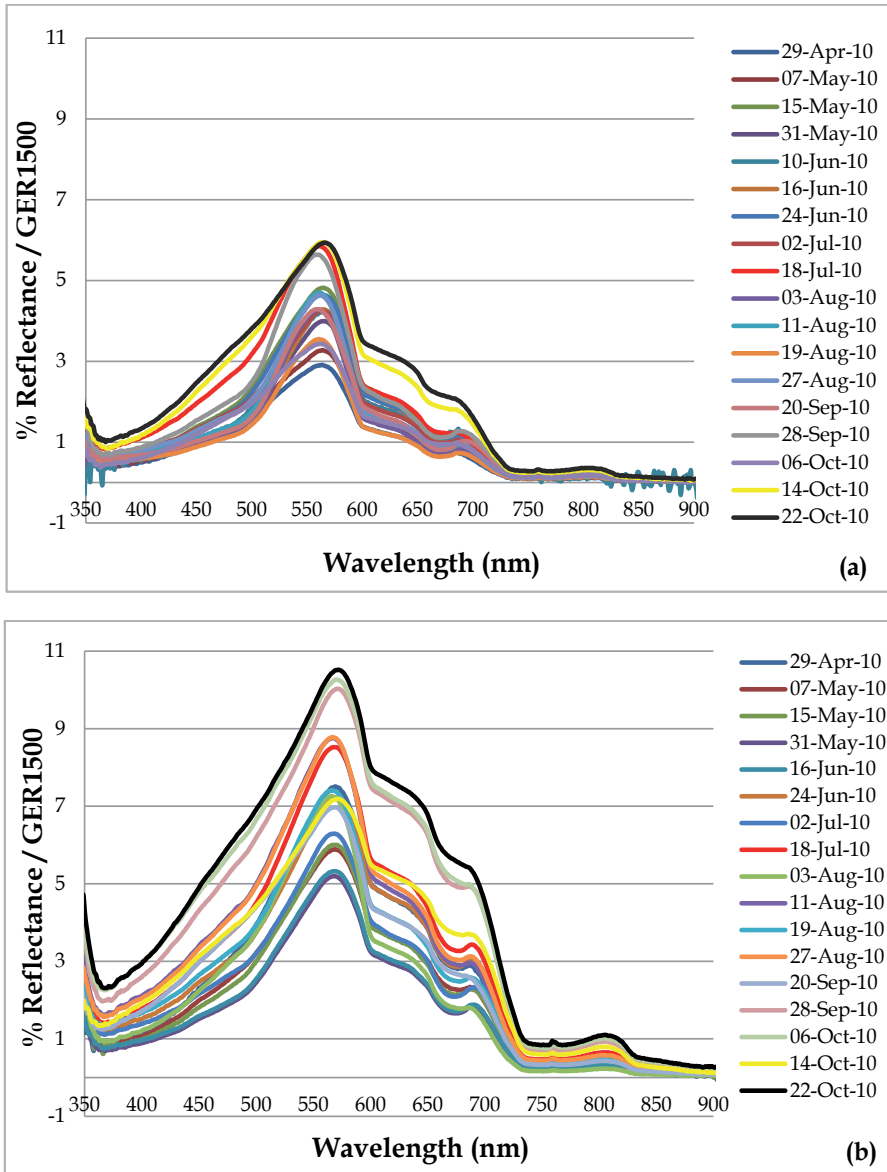 11
9
7
5
3
1
-1
% Reflectance / GER1500
350 400 450 500 550 600 650 700 750 800 850 900
Wavelength (nm)
(a)
29-Apr-10
07-May-10
15-May-10
31-May-10
10-Jun-10
16-Jun-10
24-Jun-10
02-Jul-10
18-Jul-10
03-Aug-10
11-Aug-10
19-Aug-10
27-Aug-10
20-Sep-10
28-Sep-10
06-Oct-10
14-Oct-10
22-Oct-10
11
9
7
5
3
1
-1
% Reflectance / GER1500
350 400 450 500 550 600 650 700 750 800 850 900
Wavelength (nm)
(b)
29-Apr-10
07-May-10
15-May-10
31-May-10
16-Jun-10
24-Jun-10
02-Jul-10
18-Jul-10
03-Aug-10
11-Aug-10
19-Aug-10
27-Aug-10
20-Sep-10
28-Sep-10
06-Oct-10
14-Oct-10
22-Oct-10